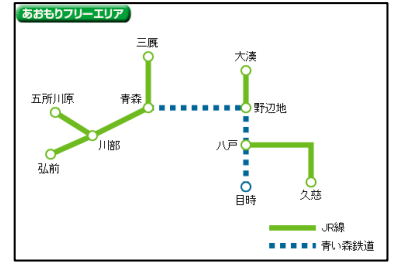 あおもりフリーエリア
三厩
大湊
五所川原
青森
野辺地
川部
八戸
弘前
目時
久慈
JR線
青い森鉄道